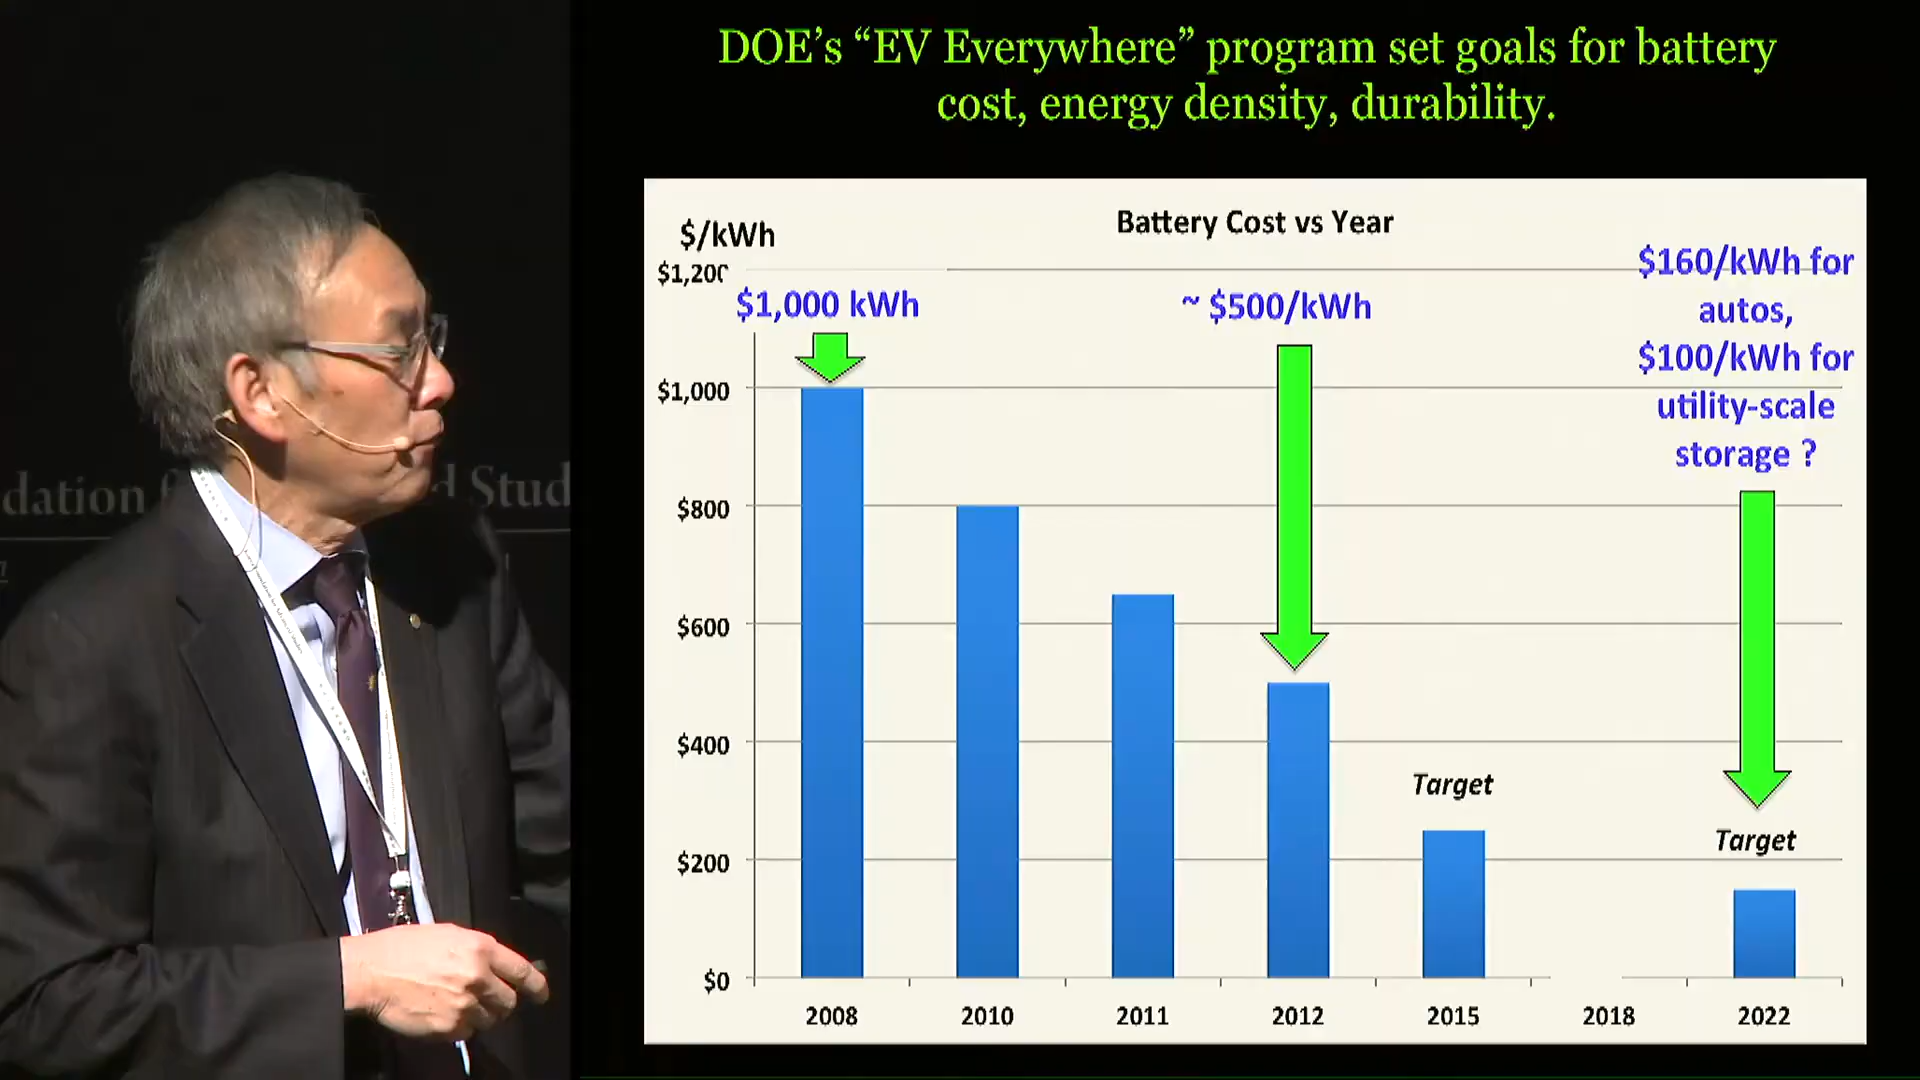 DOE's “EV Everywhere” program set goals for battery
cost, energy density, durability.
Battery Cost vs Year
$/kWh
$1,000 kWh
~ $500/kWh
$160/kWh for
autos,
$100/kWh for
utility-scale
storage ?
$1,000
$800
$600
$400
$200
$0
Target
Target
2008
2010
2011
2012
2015
2018
2022